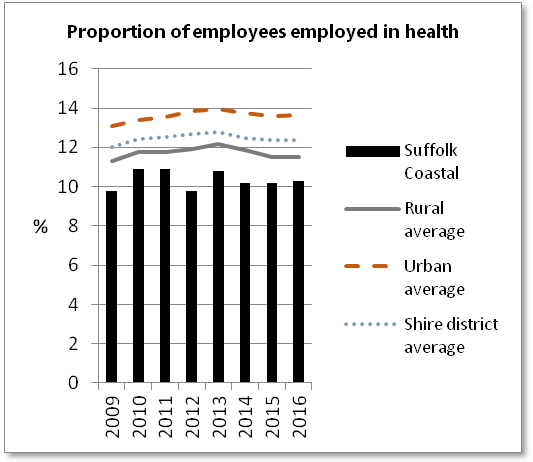 Proportion of employees employed in health
16
14
12
10
8
6
4
2
0
%
2009
2010
2011
2012
2013
2014
2015
2016
Suffolk
Coastal
Rural
average
Urban
average
Shire district
average